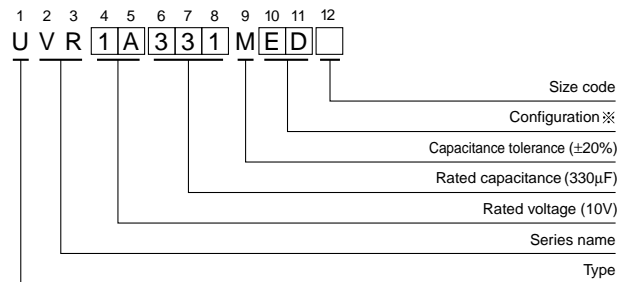 1 2 3 4 5 6 7 8 9 10 11 12
U V R 1 A 3 3 1 M E D
Size code
Configuration※
Capacitance tolerance (±20%)
Rated capacitance (330µF)
Rated voltage (10V)
Series name
Type